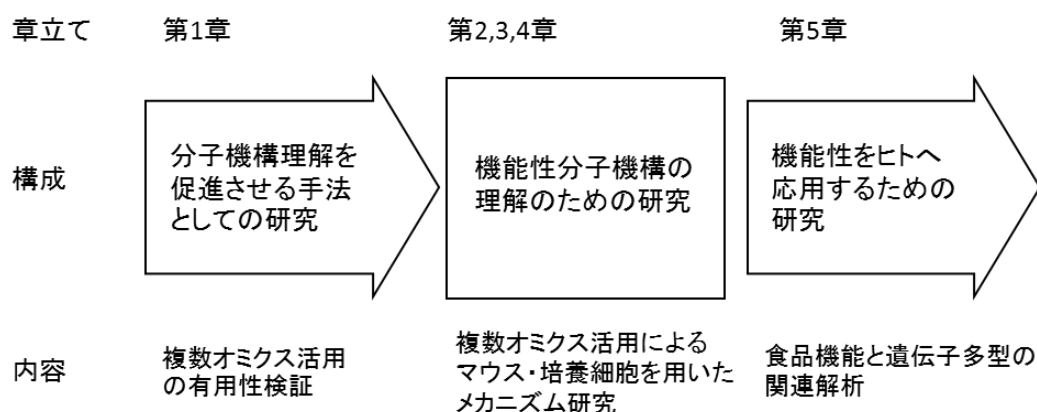 章立て
第1章
第2,3,4章
第5章
構成
分子機構理解を
促進させる手法
としての研究
機能性分子機構の
理解のための研究
機能性をヒトへ
応用するための
研究
内容
複数オミクス活用
の有用性検証
複数オミクス活用による
マウス・培養細胞を用いた
メカニズム研究
食品機能と遺伝子多型の
関連解析